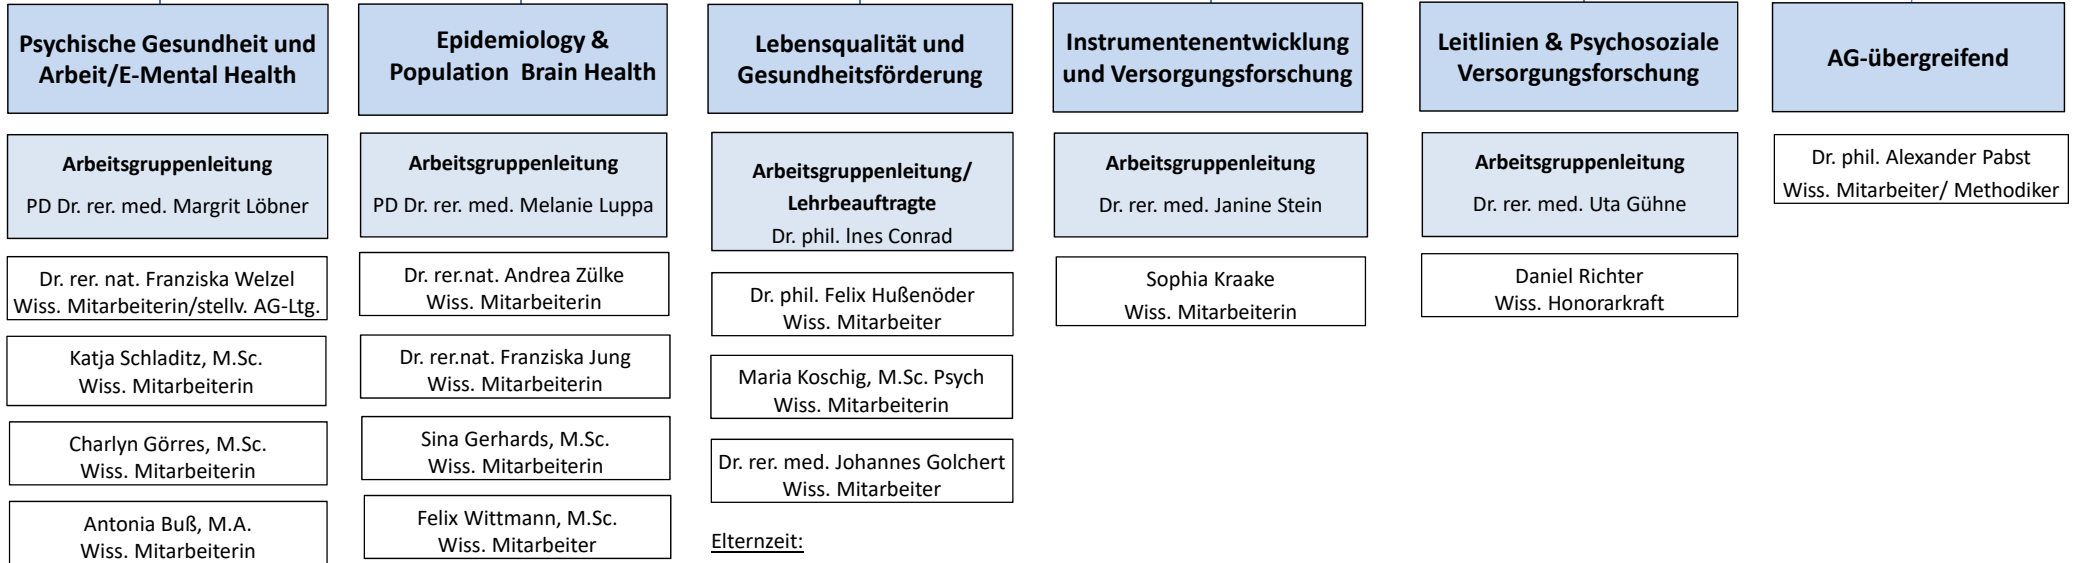 Psychische Gesundheit und
Arbeit/E-Mental Health
Arbeitsgruppenleitung
PD Dr. rer. med. Margrit Löbner
Dr. rer. nat. Franziska Welzel
Wiss. Mitarbeiterin/stellv. AG-Ltg.
Katja Schladitz, M.Sc.
Wiss. Mitarbeiterin
Charlyn Görres, M.Sc.
Wiss. Mitarbeiterin
Antonia Buß, M.A.
Wiss. Mitarbeiterin
Epidemiology &
Population Brain Health
Arbeitsgruppenleitung
PD Dr. rer. med. Melanie Luppa
Dr. rer.nat. Andrea Zülke
Wiss. Mitarbeiterin
Dr. rer.nat. Franziska Jung
Wiss. Mitarbeiterin
Sina Gerhards, M.Sc.
Wiss. Mitarbeiterin
Felix Wittmann, M.Sc.
Wiss. Mitarbeiter
Lebensqualität und
Gesundheitsförderung
Arbeitsgruppenleitung/
Lehrbeauftragte
Dr. phil. Ines Conrad
Dr. phil. Felix Hußenöder
Wiss. Mitarbeiter
Maria Koschig, M.Sc. Psych
Wiss. Mitarbeiterin
Dr. rer. med. Johannes Golchert
Wiss. Mitarbeiter
Elternzeit:
Instrumentenentwicklung
und Versorgungsforschung
Arbeitsgruppenleitung
Dr. rer. med. Janine Stein
Sophia Kraake
Wiss. Mitarbeiterin
Leitlinien & Psychosoziale
Versorgungsforschung
Arbeitsgruppenleitung
Dr. rer. med. Uta Gühne
Daniel Richter
Wiss. Honorarkraft
AG-übergreifend
Dr. phil. Alexander Pabst
Wiss. Mitarbeiter/ Methodiker